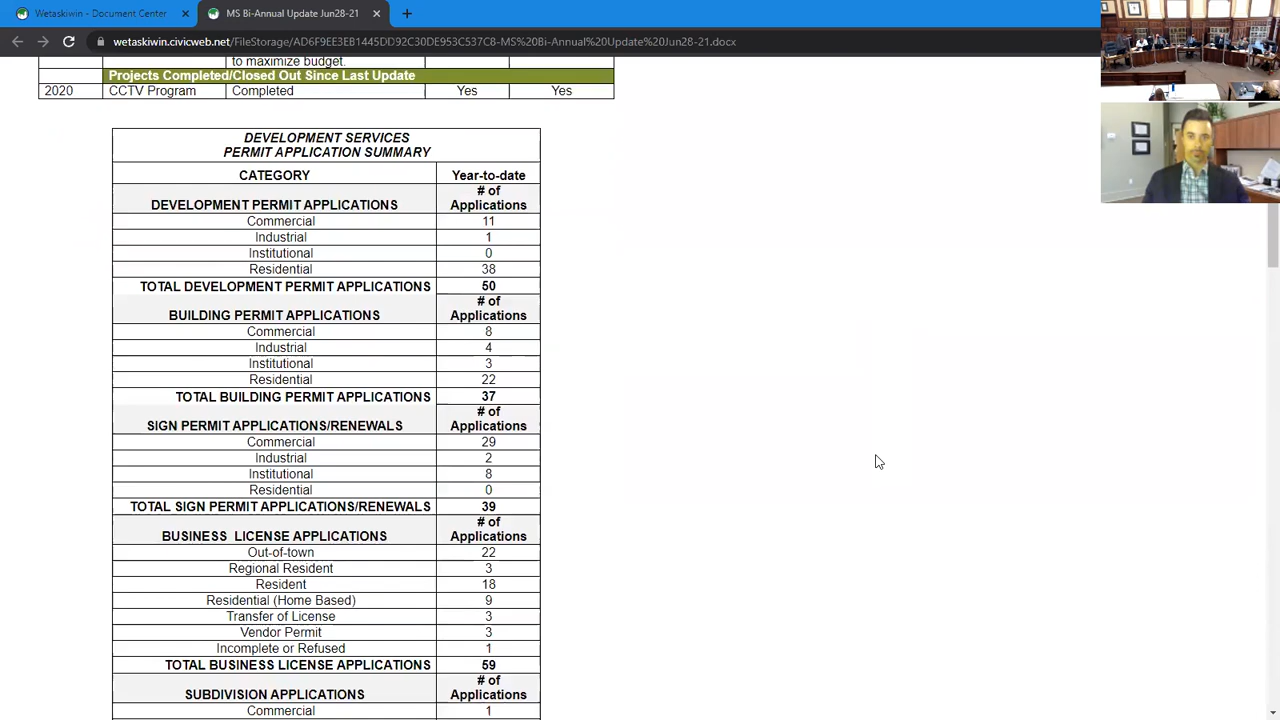 Wetaskiwin - Document Center
MS Bi-Annual Update Jun28-21
wetaskiwin.civicweb.net/FileStorage/AD6F9EE3EB1445DD92C30F6E953C537C8-MS%20Bi-Annual%20Update%20Jun28-21.docx
to maximize budget.
Projects Completed/Closed Out Since Last Update
2020 CCTV Program Completed Yes Yes
DEVELOPMENT SERVICES
PERMIT APPLICATION SUMMARY
CATEGORY Year-to-date
# of
DEVELOPMENT PERMIT APPLICATIONS Applications
Commercial 11
Industrial 1
Institutional 0
Residential 38
TOTAL DEVELOPMENT PERMIT APPLICATIONS 50
# of
BUILDING PERMIT APPLICATIONS Applications
Commercial 8
Industrial 4
Institutional 3
Residential 22
TOTAL BUILDING PERMIT APPLICATIONS 37
# of
SIGN PERMIT APPLICATIONS/RENEWALS Applications
Commercial 29
Industrial 2
Institutional 8
Residential 0
TOTAL SIGN PERMIT APPLICATIONS/RENEWALS 39
# of
BUSINESS LICENSE APPLICATIONS Applications
Out-of-town 22
Regional Resident 3
Resident 18
Residential (Home Based) 9
Transfer of License 3
Vendor Permit 3
Incomplete or Refused 1
TOTAL BUSINESS LICENSE APPLICATIONS 59
# of
SUBDIVISION APPLICATIONS Applications
Commercial 1